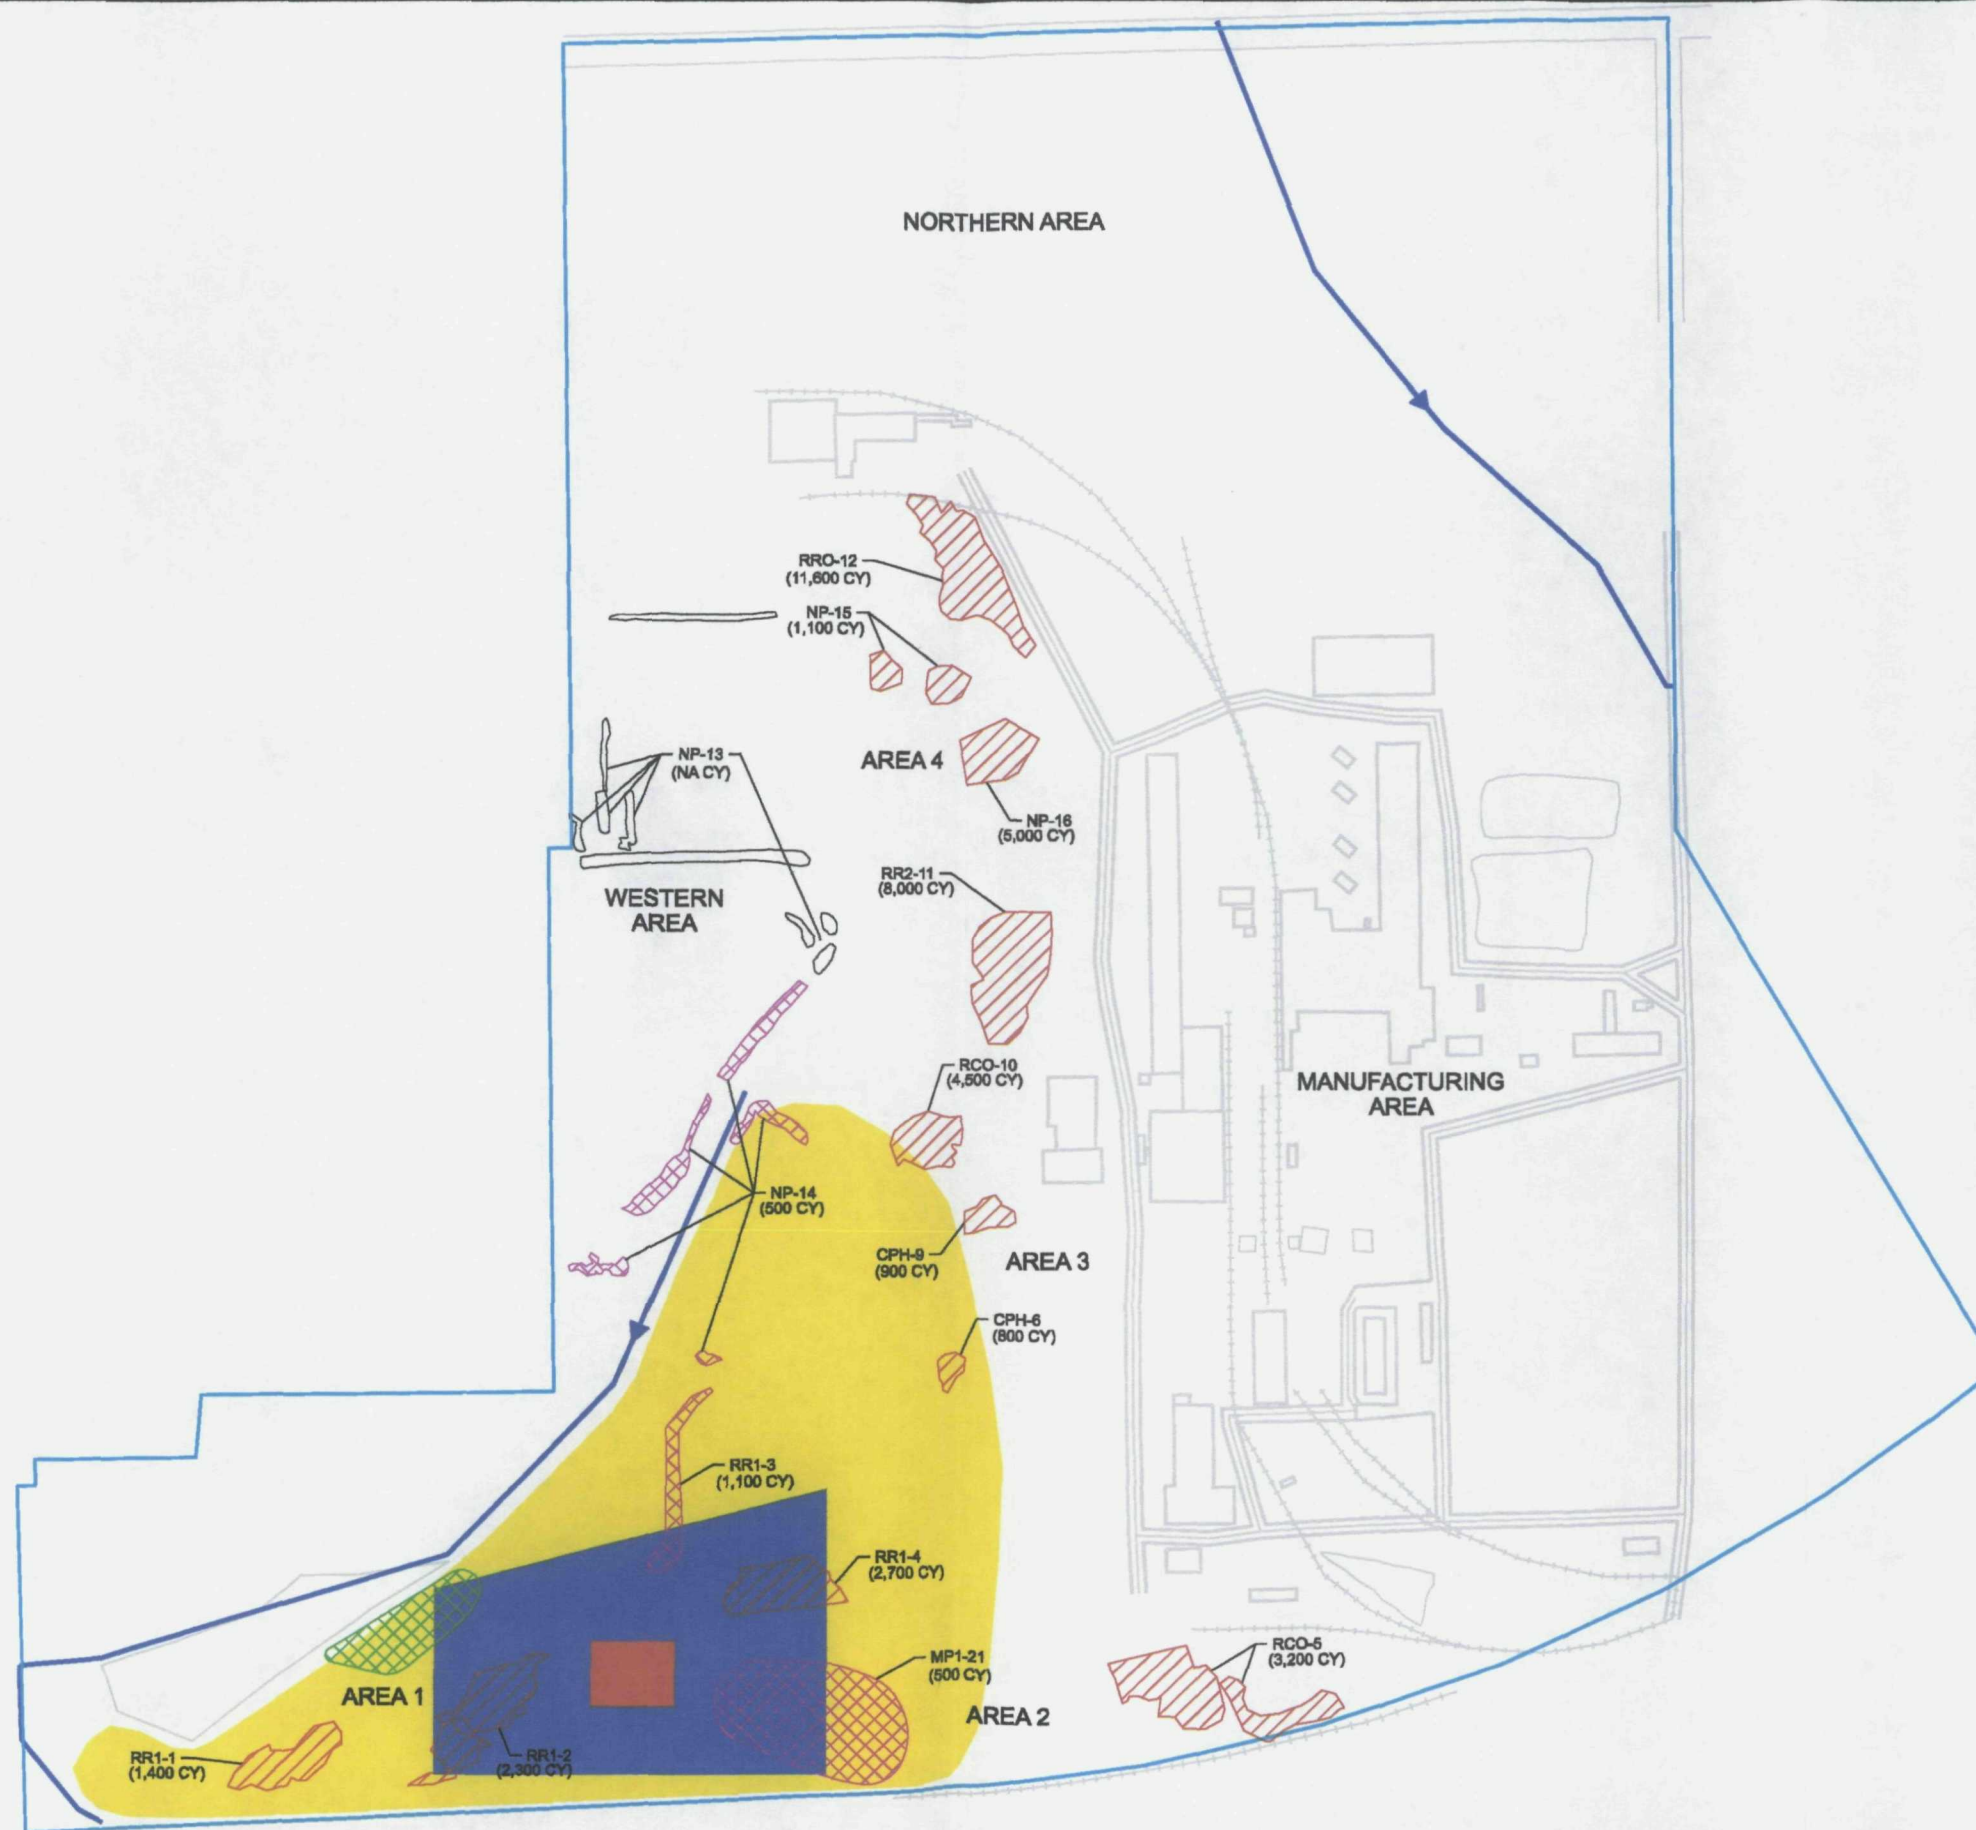 NORTHERN AREA
RRO-12
(11,600 CY)
NP-15
(1,100 CY)
NP-13
(NA CY)
AREA 4
NP-16
(5,000 CY)
RR2-11
(8,000 CY)
WESTERN
AREA
RCO-10
(4,500 CY)
MANUFACTURING
AREA
NP-14
(500 CY)
CPH-9
(900 CY)
AREA 3
CPH-6
(800 CY)
RR1-3
(1,100 CY)
RR1-4
(2,700 CY)
RCO-5
(3,200 CY)
MP1-21
(500 CY)
AREA 1
AREA 2
RR1-1
(1,400 CY)
RR1-2
(2,300 CY)